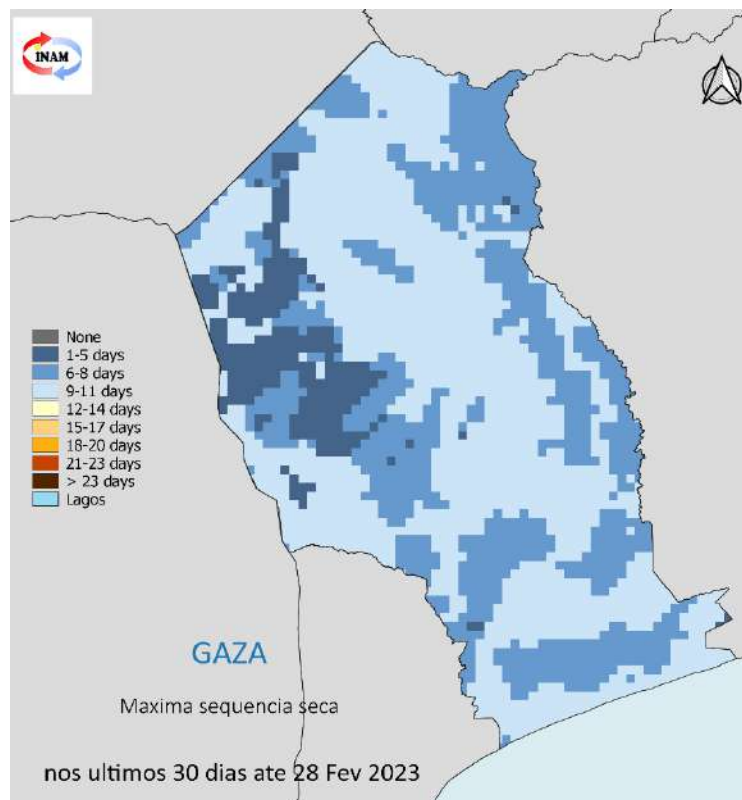 INAM
None
1-5 days
6-8 days
9-11 days
12-14 days
15-17 days
18-20 days
21-23 days
> 23 days
Lagos
GAZA
Maxima sequencia seca
nos ultimos 30 dias ate 28 Fev 2023